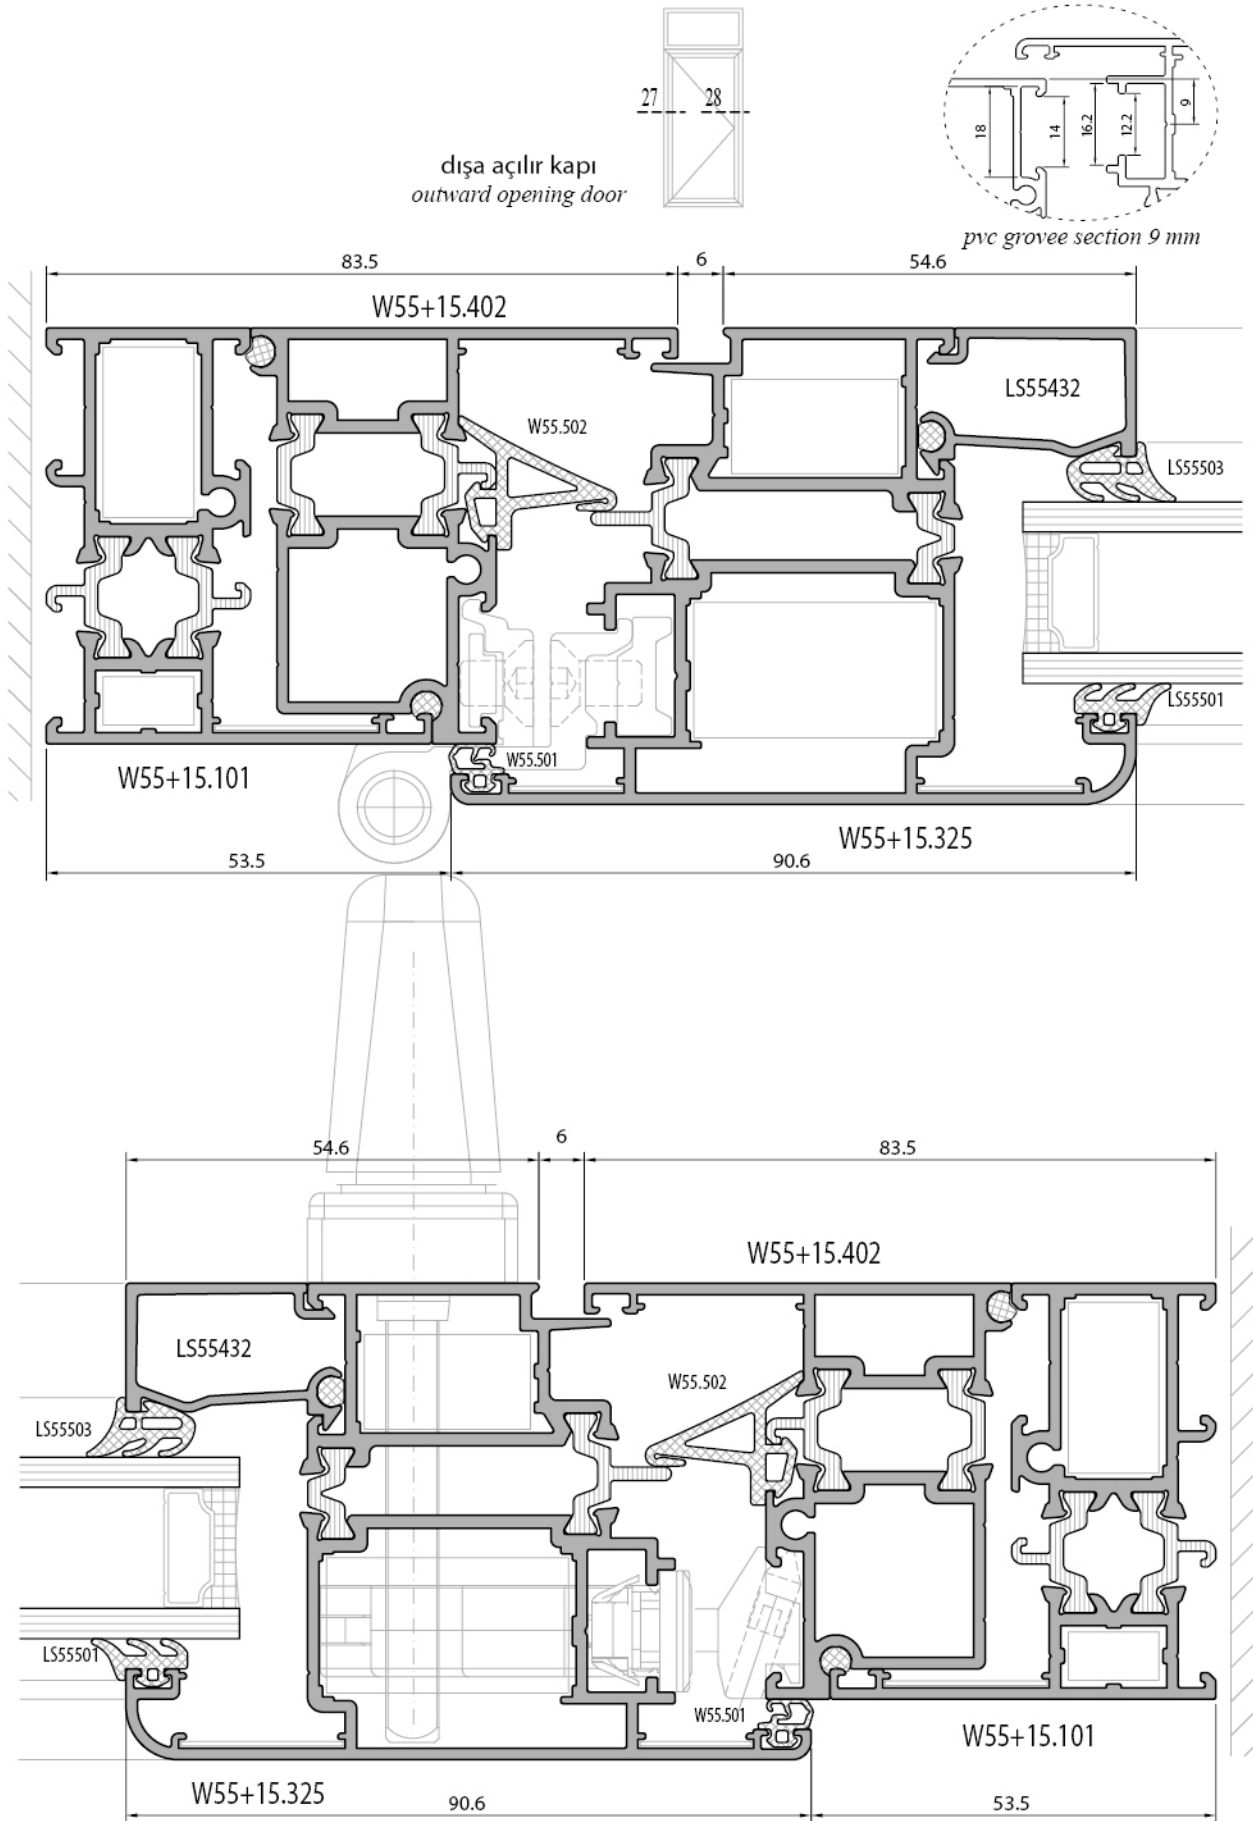 27
28
dışa açılır kapı
outward opening door
18
14
16.2
12.2
9
pvc grovee section 9 mm
83.5
6
54.6
W55+15.402
LS55432
W55.502
LS55503
LS55501
W55.501
W55+15.101
W55+15.325
53.5
90.6
54.6
6
83.5
W55+15.402
LS55432
W55.502
LS55503
LS55501
W55.501
W55+15.101
W55+15.325
90.6
53.5